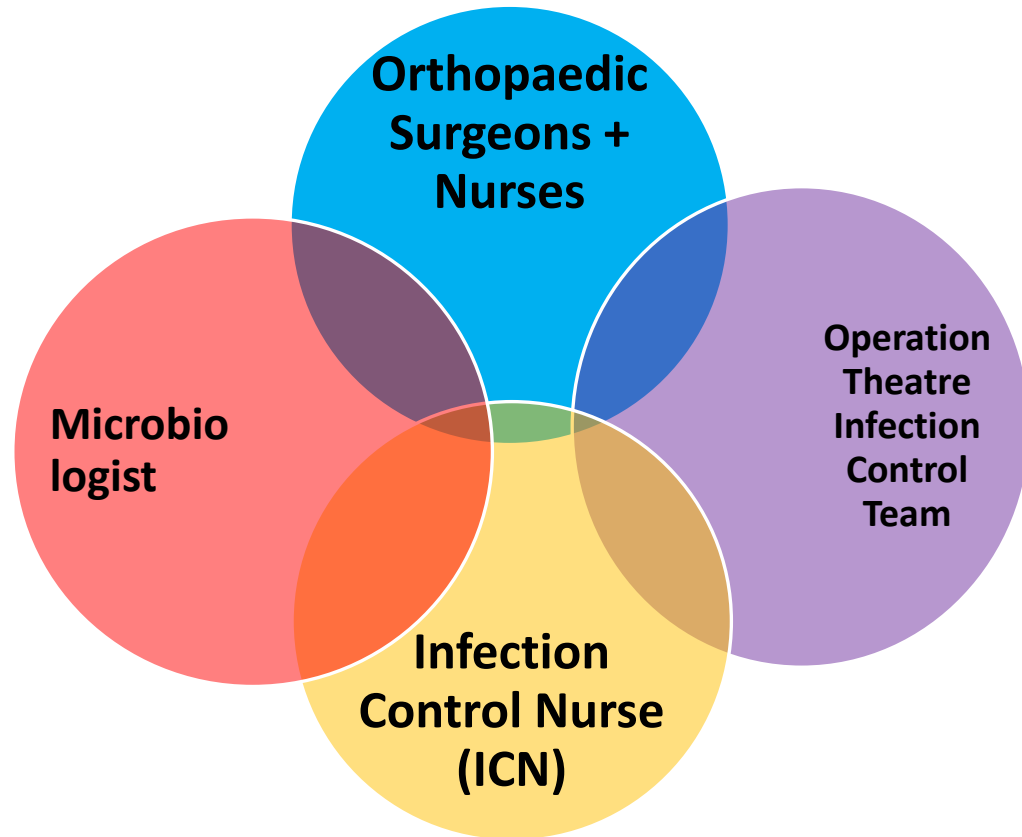 Orthopaedic
Surgeons +
Nurses
Microbio
logist
Operation
Theatre
Infection
Control
Team
Infection
Control Nurse
(ICN)